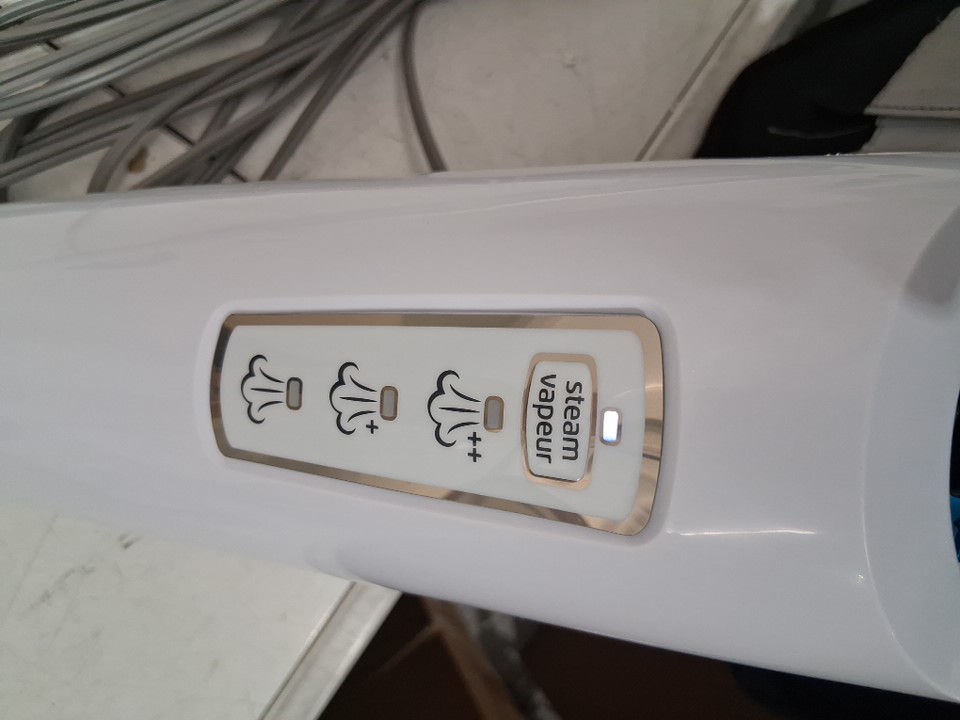 +
++
steam
vapeur